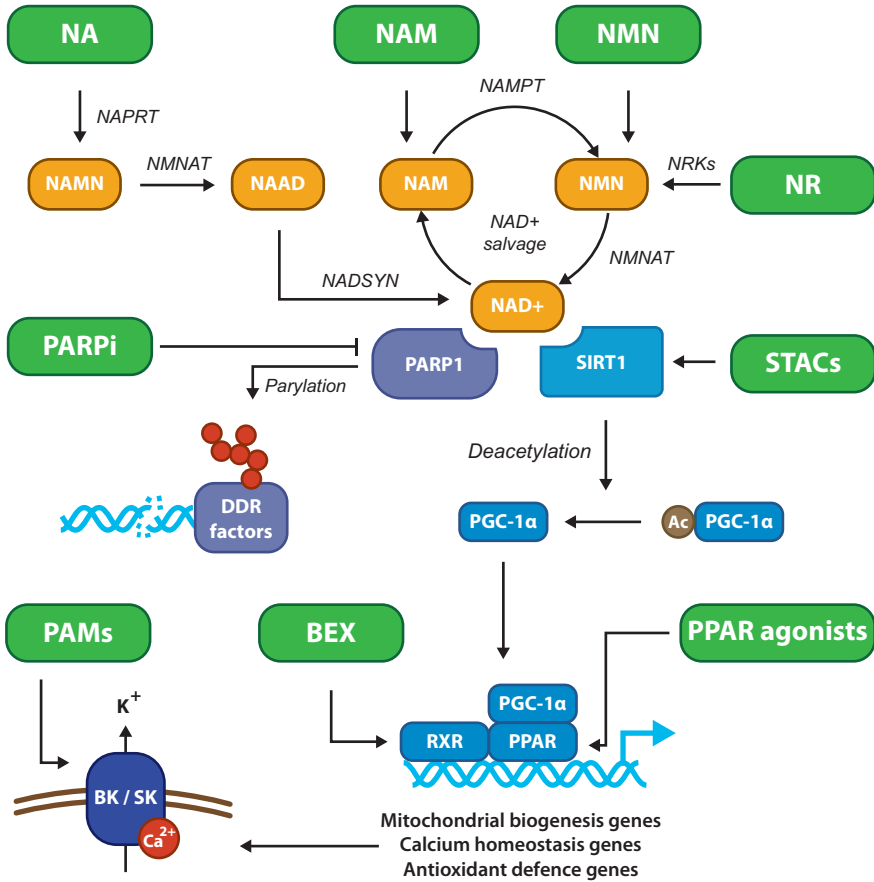 NA
NAM
NMN
NAPRT
NAMPT
NAMN
NMNAT
NAAD
NAM
NMN
NRKs
NR
NAD+
salvage
NMNAT
NADSYN
NAD+
PARPi
PARP1
SIRT1
STACs
Parylation
Deacetylation
DDR
factors
PGC-1α
Ac
PGC-1α
PAMs
BEX
PPAR agonists
K+
PGC-1α
RXR
PPAR
BK / SK
Ca2+
Mitochondrial biogenesis genes
Calcium homeostasis genes
Antioxidant defence genes